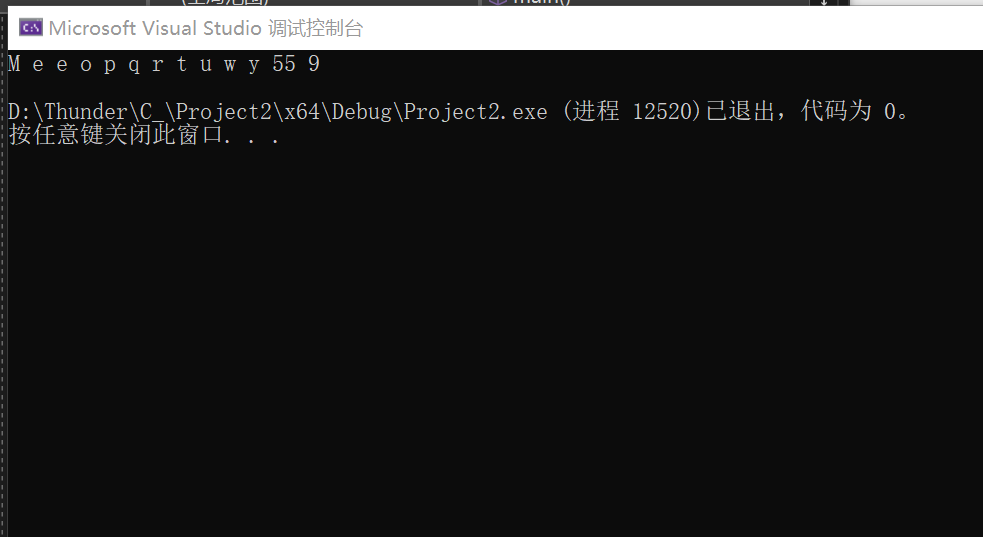 main()
Microsoft Visual Studio 调试控制台
M e e o p q r t u w y 55 9
D:\Thunder\C_\Project2\x64\Debug\Project2.exe (进程 12520)已退出，代码为 0。
按任意键关闭此窗口. . .